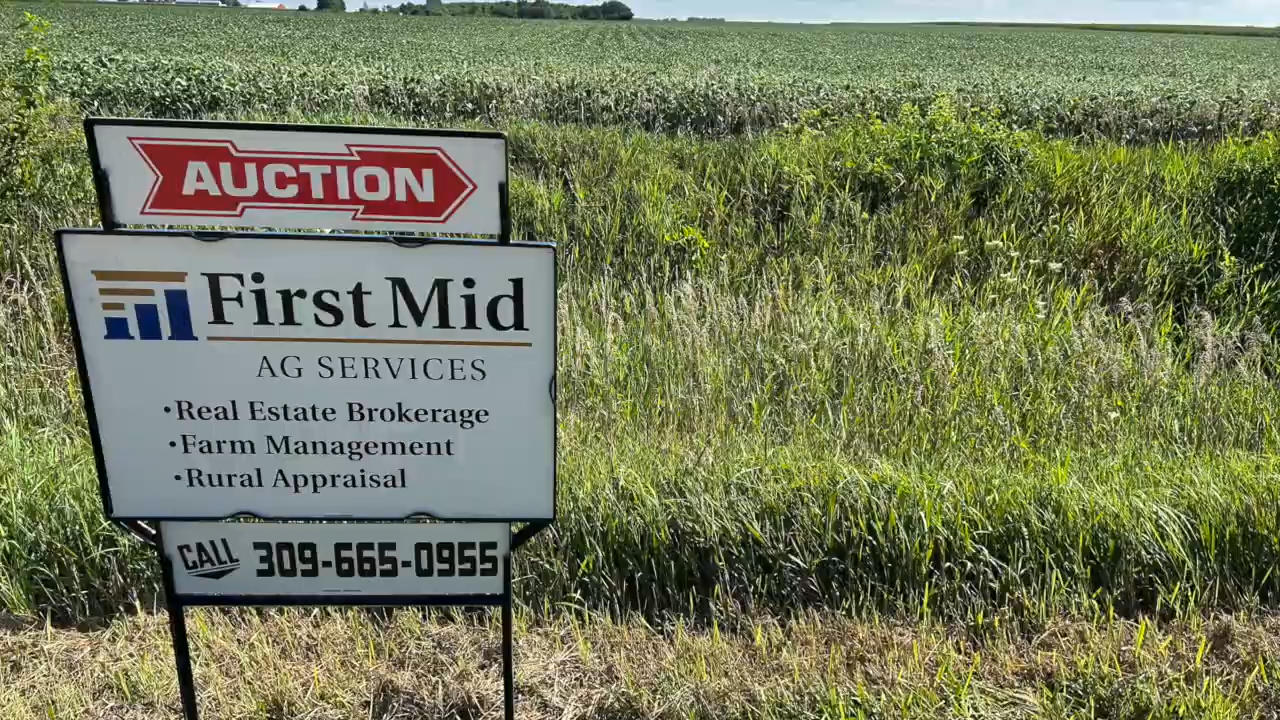 AUCTION
First Mid
AG SERVICES
•Real Estate Brokerage
•Farm Management
•Rural Appraisal
CALL 309-665-0955